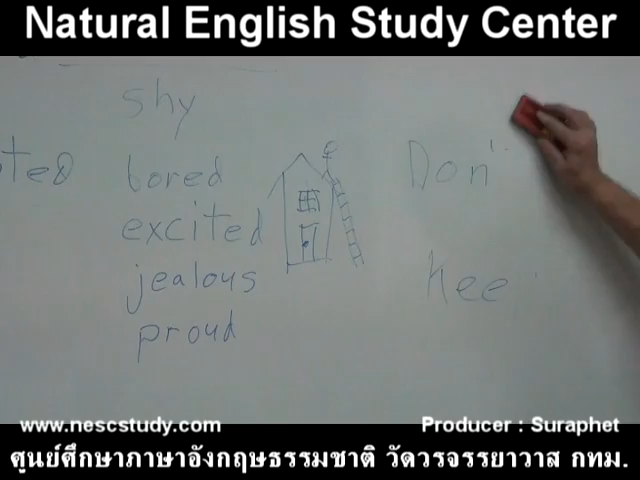 Natural English Study Center
shy
bored
excited
jealous
proud
Don'
Kee
www.nescstudy.com
Producer : Suraphet
ศูนย์ศึกษาภาษาอังกฤษธรรมชาติ วัดวรจรรยาวาส กทม.